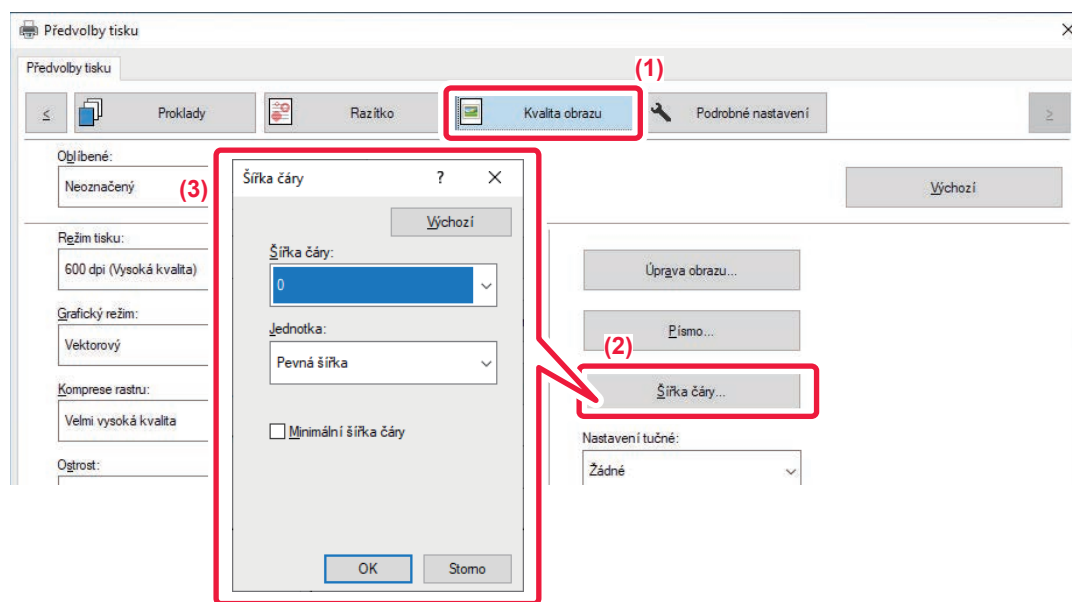 Předvolby tisku
Předvolby tisku
(1)
≤
Proklady
Razítko
Kvalita obrazu
Podrobné nastavení
≥
Oblíbené:
Neoznačený
Výchozí
(3)
Šířka čáry
?
Výchozí
Šířka čáry:
0
Jednotka:
Pevná šířka
Minimální šířka čáry
OK
Storno
Režim tisku:
600 dpi (Vysoká kvalita)
Grafický režim:
Vektorový
Komprese rastru:
Velmi vysoká kvalita
Ostrost:
Úprava obrazu...
Písmo...
(2)
Šířka čáry...
Nastavení tučné:
Žádné